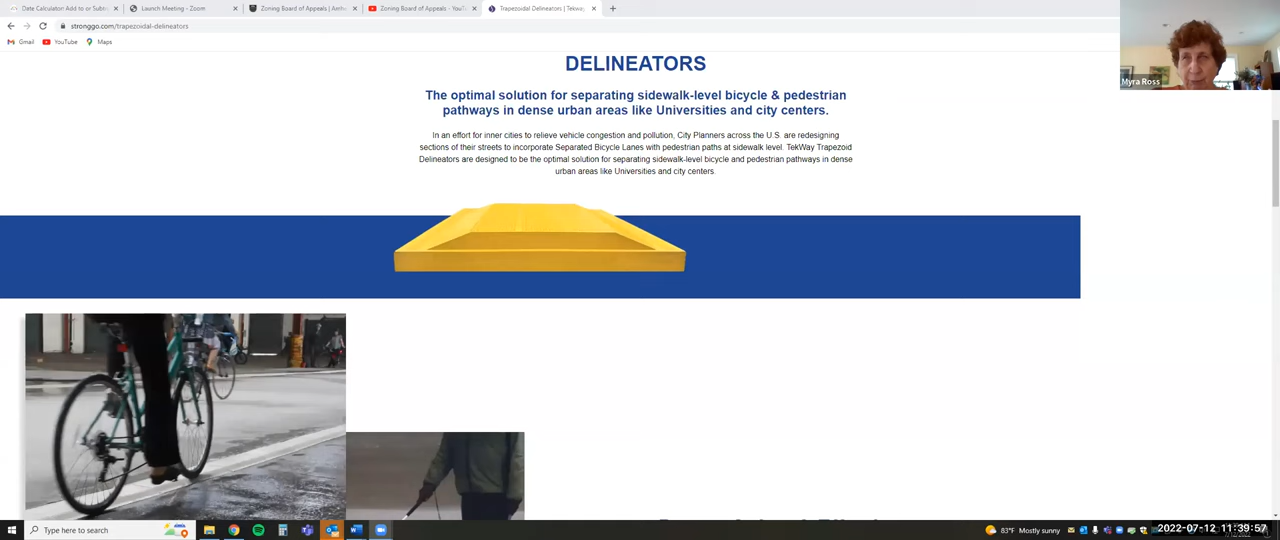 Date Calculator: Add to or Subtr
Launch Meeting - Zoom
Zoning Board of Appeals | Amhe
Zoning Board of Appeals - YouTu
Trapezoidal Delineators | Tekway
stronggo.com/trapezoidal-delineators
Gmail
YouTube
Maps
Myra Ross
DELINEATORS
The optimal solution for separating sidewalk-level bicycle & pedestrian
pathways in dense urban areas like Universities and city centers.
In an effort for inner cities to relieve vehicle congestion and pollution, City Planners across the U.S. are redesigning
sections of their streets to incorporate Separated Bicycle Lanes with pedestrian paths at sidewalk level. TekWay Trapezoid
Delineators are designed to be the optimal solution for separating sidewalk-level bicycle and pedestrian pathways in dense
urban areas like Universities and city centers.
Type here to search
83°F Mostly sunny
2022-07-12 11:39:57